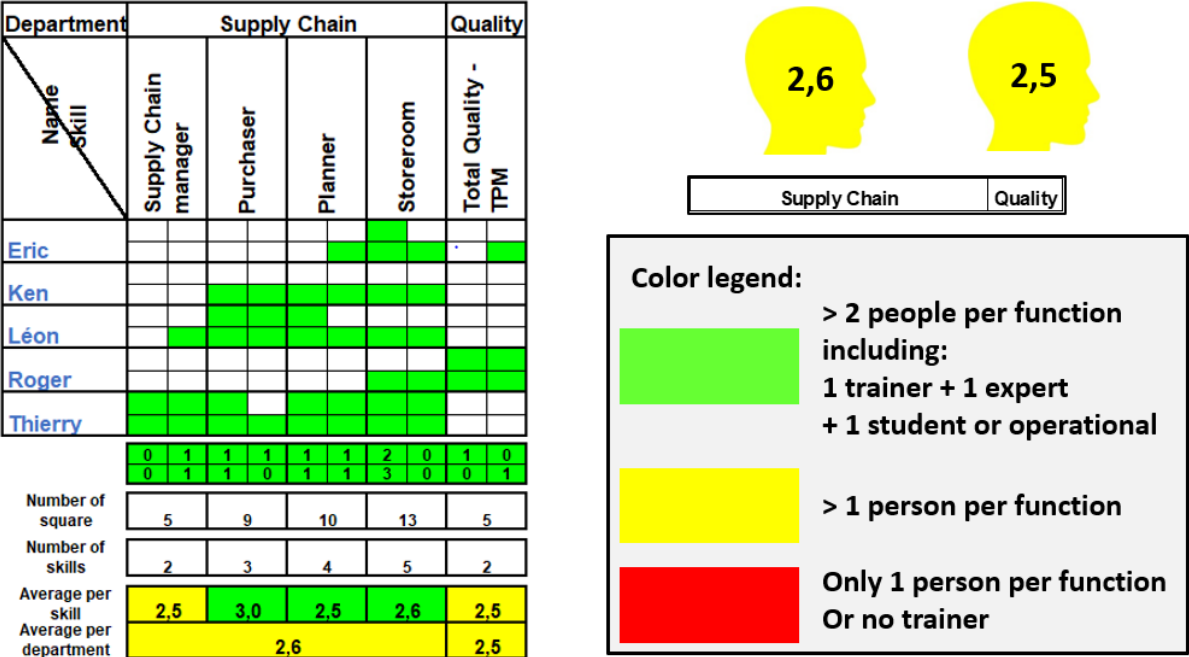 Department Supply Chain Quality
Name
Skill
Supply Chain
manager
Purchaser
Planner
Storeroom
Total Quality -
TPM
Eric
Ken
Léon
Roger
Thierry
0 1 1 1 1 1 2 0 1 0
0 1 1 0 1 1 3 0 0 1
Number of
square
5 9 10 13 5
Number of
skills
2 3 4 5 2
Average per
skill
2,5 3,0 2,5 2,6 2,5
Average per
department
2,6 2,5
2,6 2,5
Supply Chain Quality
Color legend:
> 2 people per function
including:
1 trainer + 1 expert
+ 1 student or operational
> 1 person per function
Only 1 person per function
Or no trainer